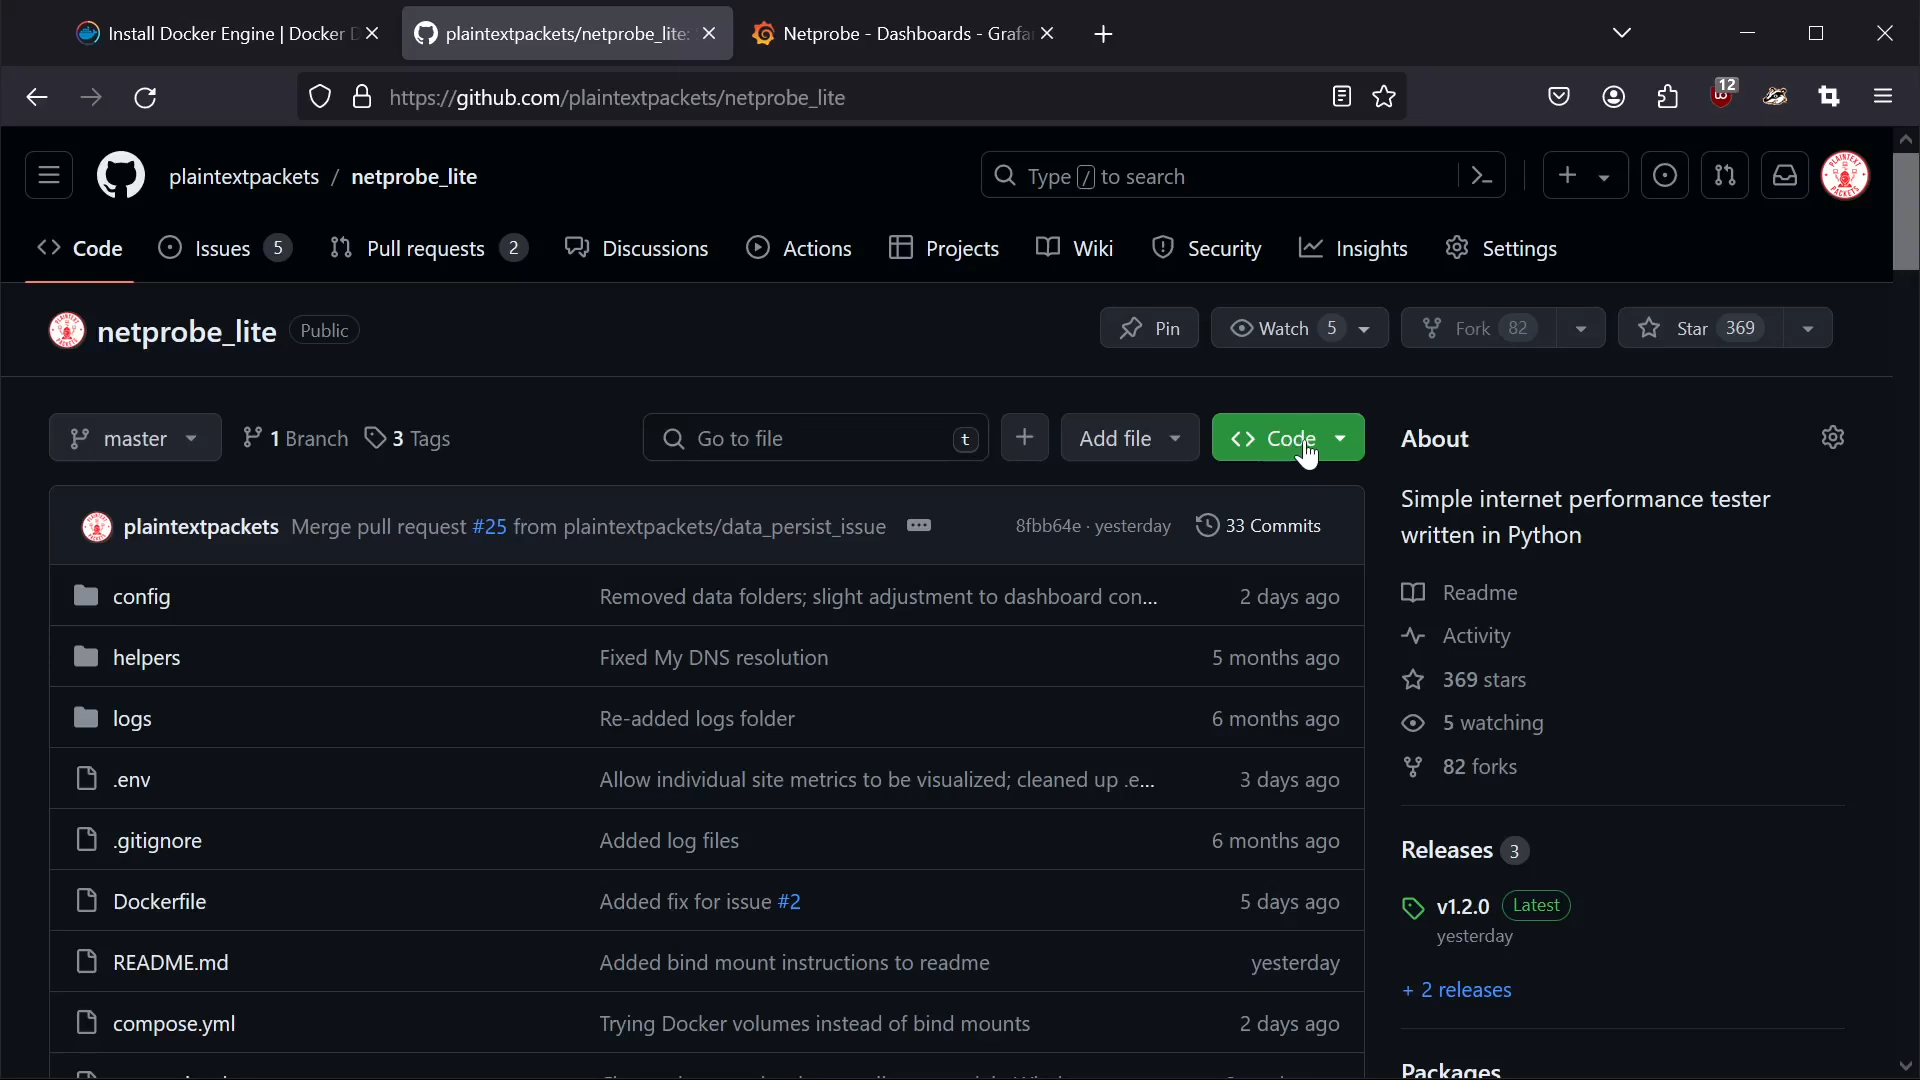 Install Docker Engine | Docker D
plaintextpackets/netprobe_lite:
Netprobe - Dashboards - Grafa
https://github.com/plaintextpackets/netprobe_lite
12
plaintextpackets / netprobe_lite
Type / to search
Code
Issues 5
Pull requests 2
Discussions
Actions
Projects
Wiki
Security
Insights
Settings
netprobe_lite Public
Pin
Watch 5
Fork 82
Star 369
master
1 Branch
3 Tags
Go to file t
Add file
Code
plaintextpackets Merge pull request #25 from plaintextpackets/data_persist_issue
8fbb64e · yesterday
33 Commits
config Removed data folders; slight adjustment to dashboard con... 2 days ago
helpers Fixed My DNS resolution 5 months ago
logs Re-added logs folder 6 months ago
.env Allow individual site metrics to be visualized; cleaned up .e... 3 days ago
.gitignore Added log files 6 months ago
Dockerfile Added fix for issue #2 5 days ago
README.md Added bind mount instructions to readme yesterday
compose.yml Trying Docker volumes instead of bind mounts 2 days ago
About
Simple internet performance tester
written in Python
Readme
Activity
369 stars
5 watching
82 forks
Releases 3
v1.2.0 Latest
yesterday
+ 2 releases
Packages